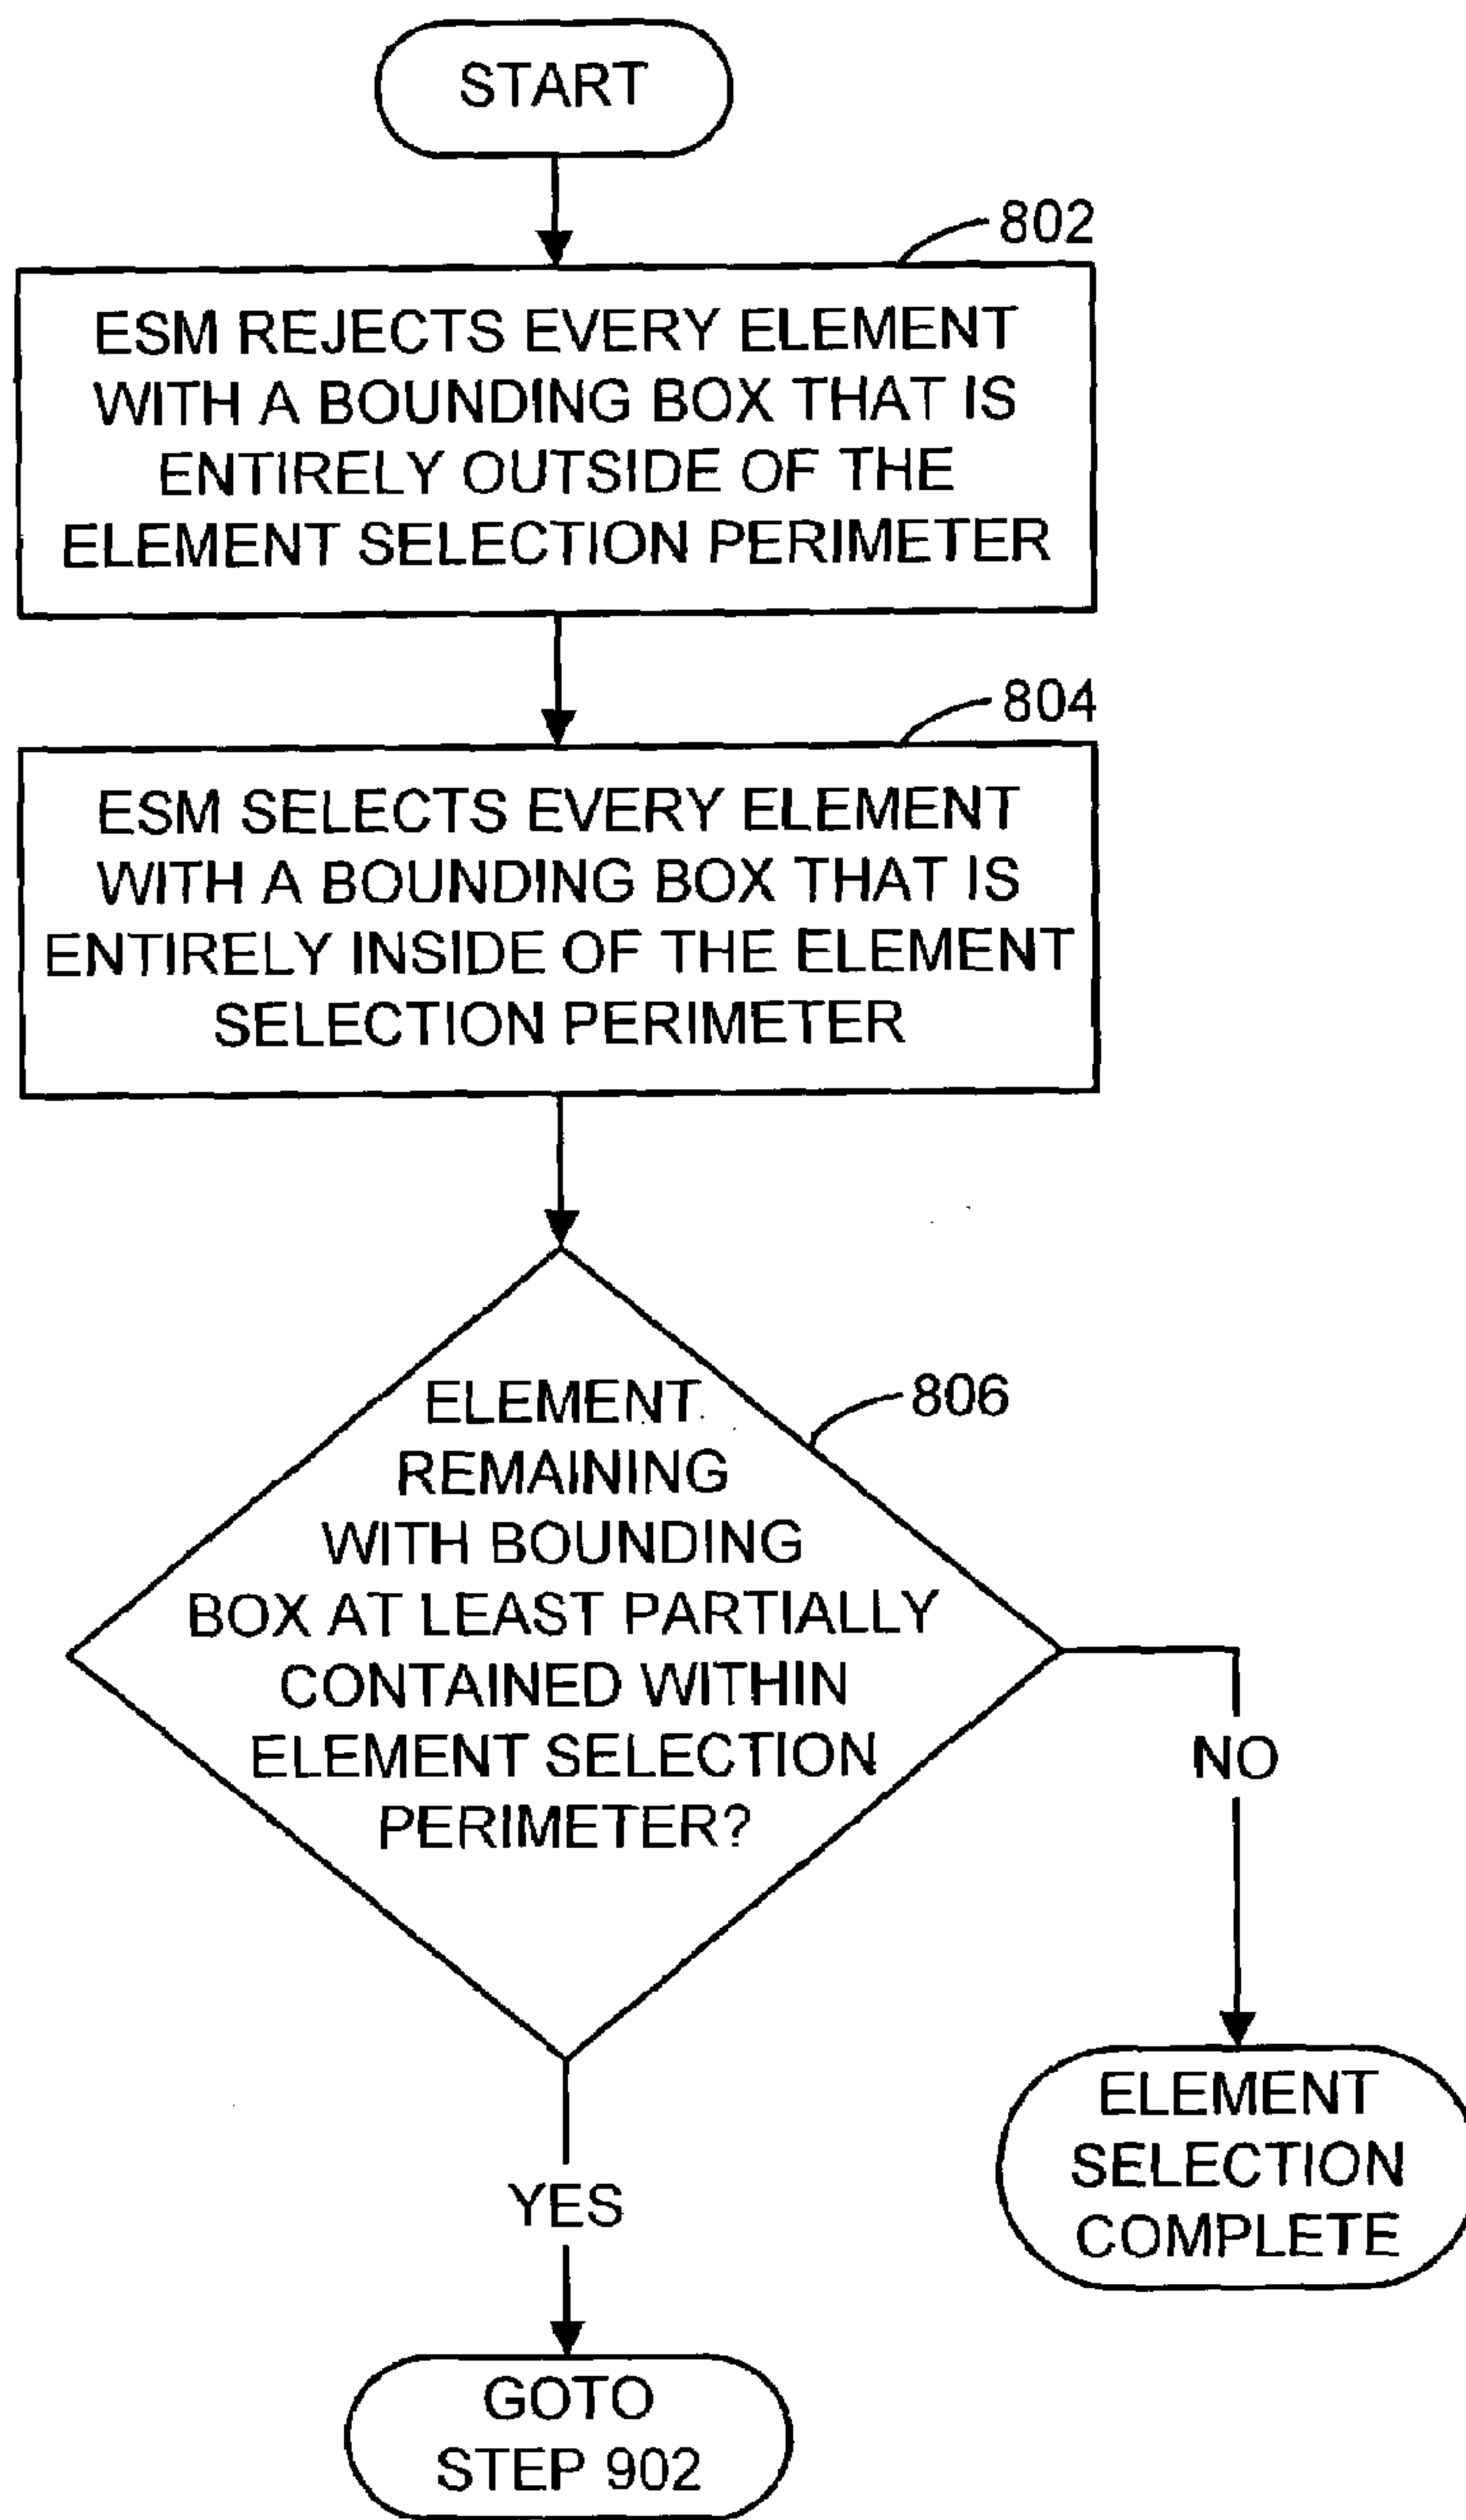 START
802
ESM REJECTS EVERY ELEMENT
WITH A BOUNDING BOX THAT IS
ENTIRELY OUTSIDE OF THE
ELEMENT SELECTION PERIMETER
804
ESM SELECTS EVERY ELEMENT
WITH A BOUNDING BOX THAT IS
ENTIRELY INSIDE OF THE ELEMENT
SELECTION PERIMETER
806
ELEMENT
REMAINING
WITH BOUNDING
BOX AT LEAST PARTIALLY
CONTAINED WITHIN
ELEMENT SELECTION
PERIMETER?
NO
ELEMENT
SELECTION
COMPLETE
YES
GOTO
STEP 902